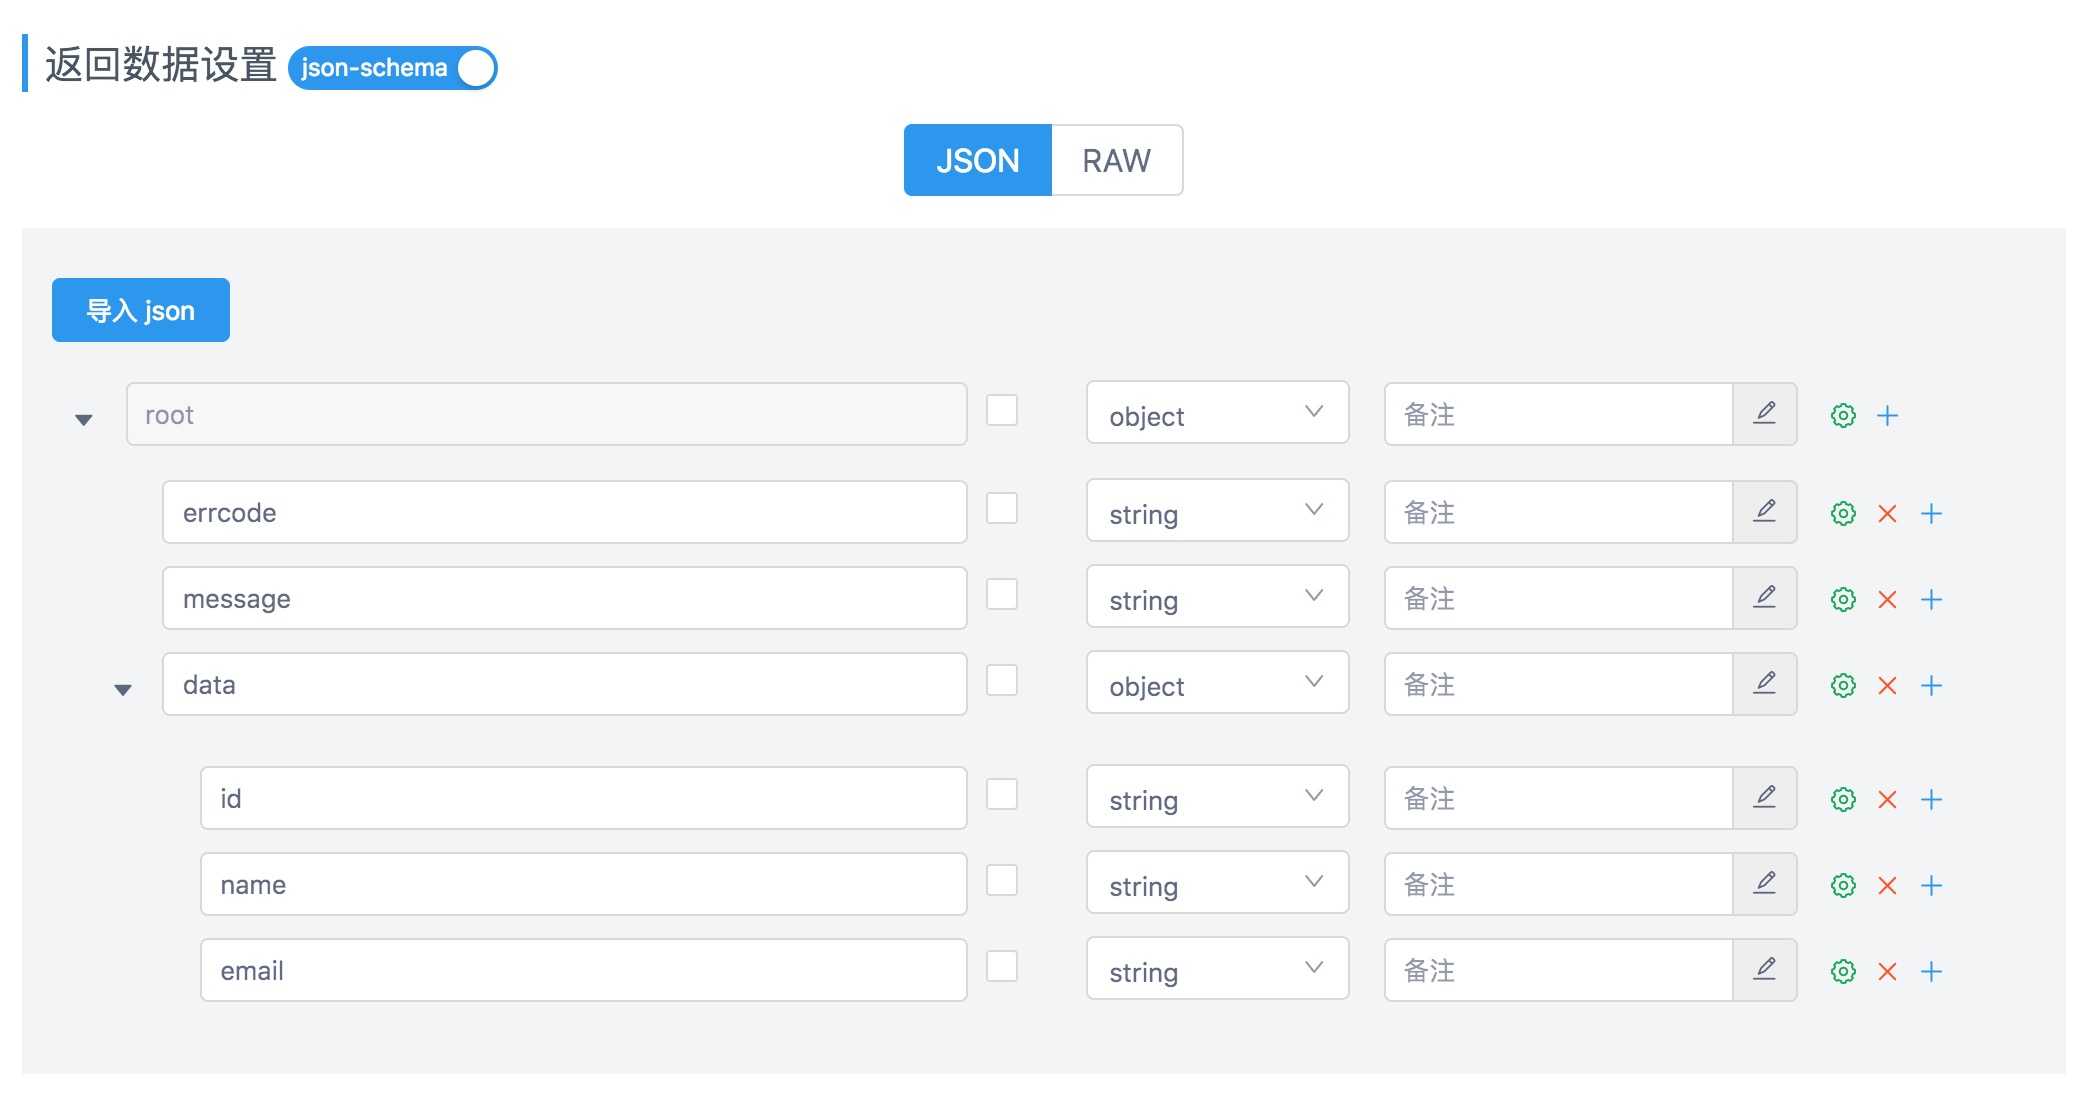 返回数据设置 json-schema
JSON RAW
导入 json
root object 备注
errcode string 备注
message string 备注
data object 备注
id string 备注
name string 备注
email string 备注